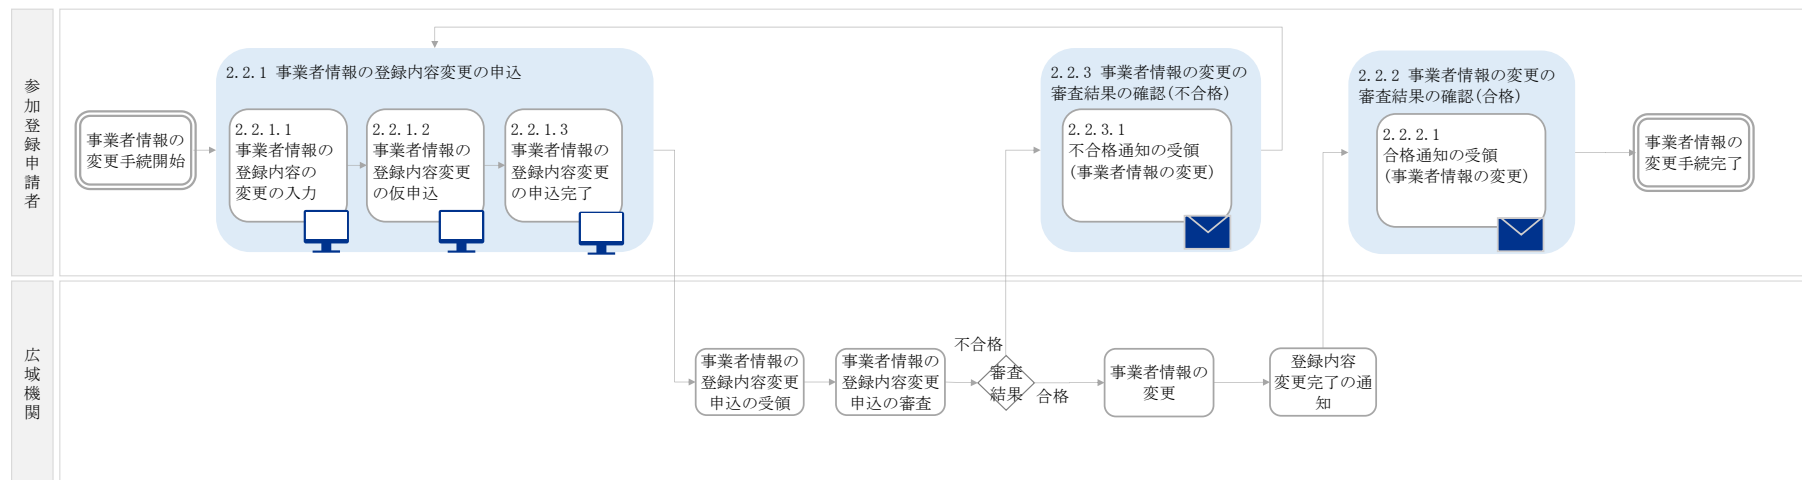 参加登録申請者
事業者情報の
変更手続開始
2.2.1 事業者情報の登録内容変更の申込
2.2.1.1
事業者情報の
登録内容の
変更の入力
2.2.1.2
事業者情報の
登録内容変更
の仮申込
2.2.1.3
事業者情報の
登録内容変更
の申込完了
2.2.3 事業者情報の変更の
審査結果の確認(不合格)
2.2.3.1
不合格通知の受領
(事業者情報の変更)
2.2.2 事業者情報の変更の
審査結果の確認(合格)
2.2.2.1
合格通知の受領
(事業者情報の変更)
事業者情報の
変更手続完了
広域機関
事業者情報の
登録内容変更
申込の受領
事業者情報の
登録内容変更
申込の審査
不合格
審査
結果
合格
事業者情報の
変更
登録内容
変更完了の通
知